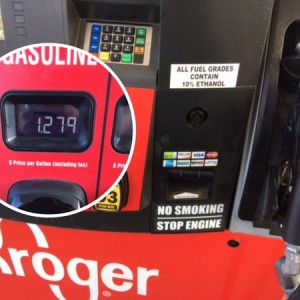 GASOLINE
1.279
$ Price per Gallon (including tax)
ALL FUEL GRADES
CONTAIN
10% ETHANOL
VISA
NO SMOKING
STOP ENGINE
Kroger